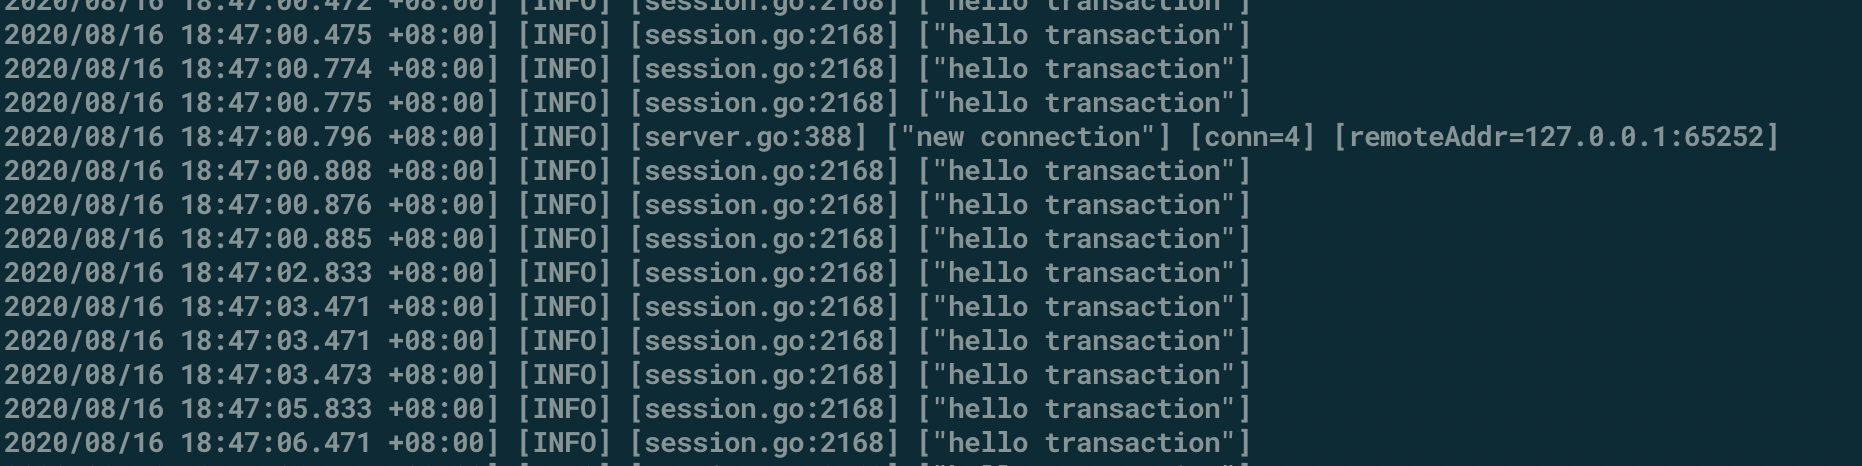 2020/08/16 18:47:00.472 +08:00] [INFO] [session.go:2168] ["hello transaction"]
2020/08/16 18:47:00.475 +08:00] [INFO] [session.go:2168] ["hello transaction"]
2020/08/16 18:47:00.774 +08:00] [INFO] [session.go:2168] ["hello transaction"]
2020/08/16 18:47:00.775 +08:00] [INFO] [session.go:2168] ["hello transaction"]
2020/08/16 18:47:00.796 +08:00] [INFO] [server.go:388] ["new connection"] [conn=4] [remoteAddr=127.0.0.1:65252]
2020/08/16 18:47:00.808 +08:00] [INFO] [session.go:2168] ["hello transaction"]
2020/08/16 18:47:00.876 +08:00] [INFO] [session.go:2168] ["hello transaction"]
2020/08/16 18:47:00.885 +08:00] [INFO] [session.go:2168] ["hello transaction"]
2020/08/16 18:47:02.833 +08:00] [INFO] [session.go:2168] ["hello transaction"]
2020/08/16 18:47:03.471 +08:00] [INFO] [session.go:2168] ["hello transaction"]
2020/08/16 18:47:03.471 +08:00] [INFO] [session.go:2168] ["hello transaction"]
2020/08/16 18:47:03.473 +08:00] [INFO] [session.go:2168] ["hello transaction"]
2020/08/16 18:47:05.833 +08:00] [INFO] [session.go:2168] ["hello transaction"]
2020/08/16 18:47:06.471 +08:00] [INFO] [session.go:2168] ["hello transaction"]